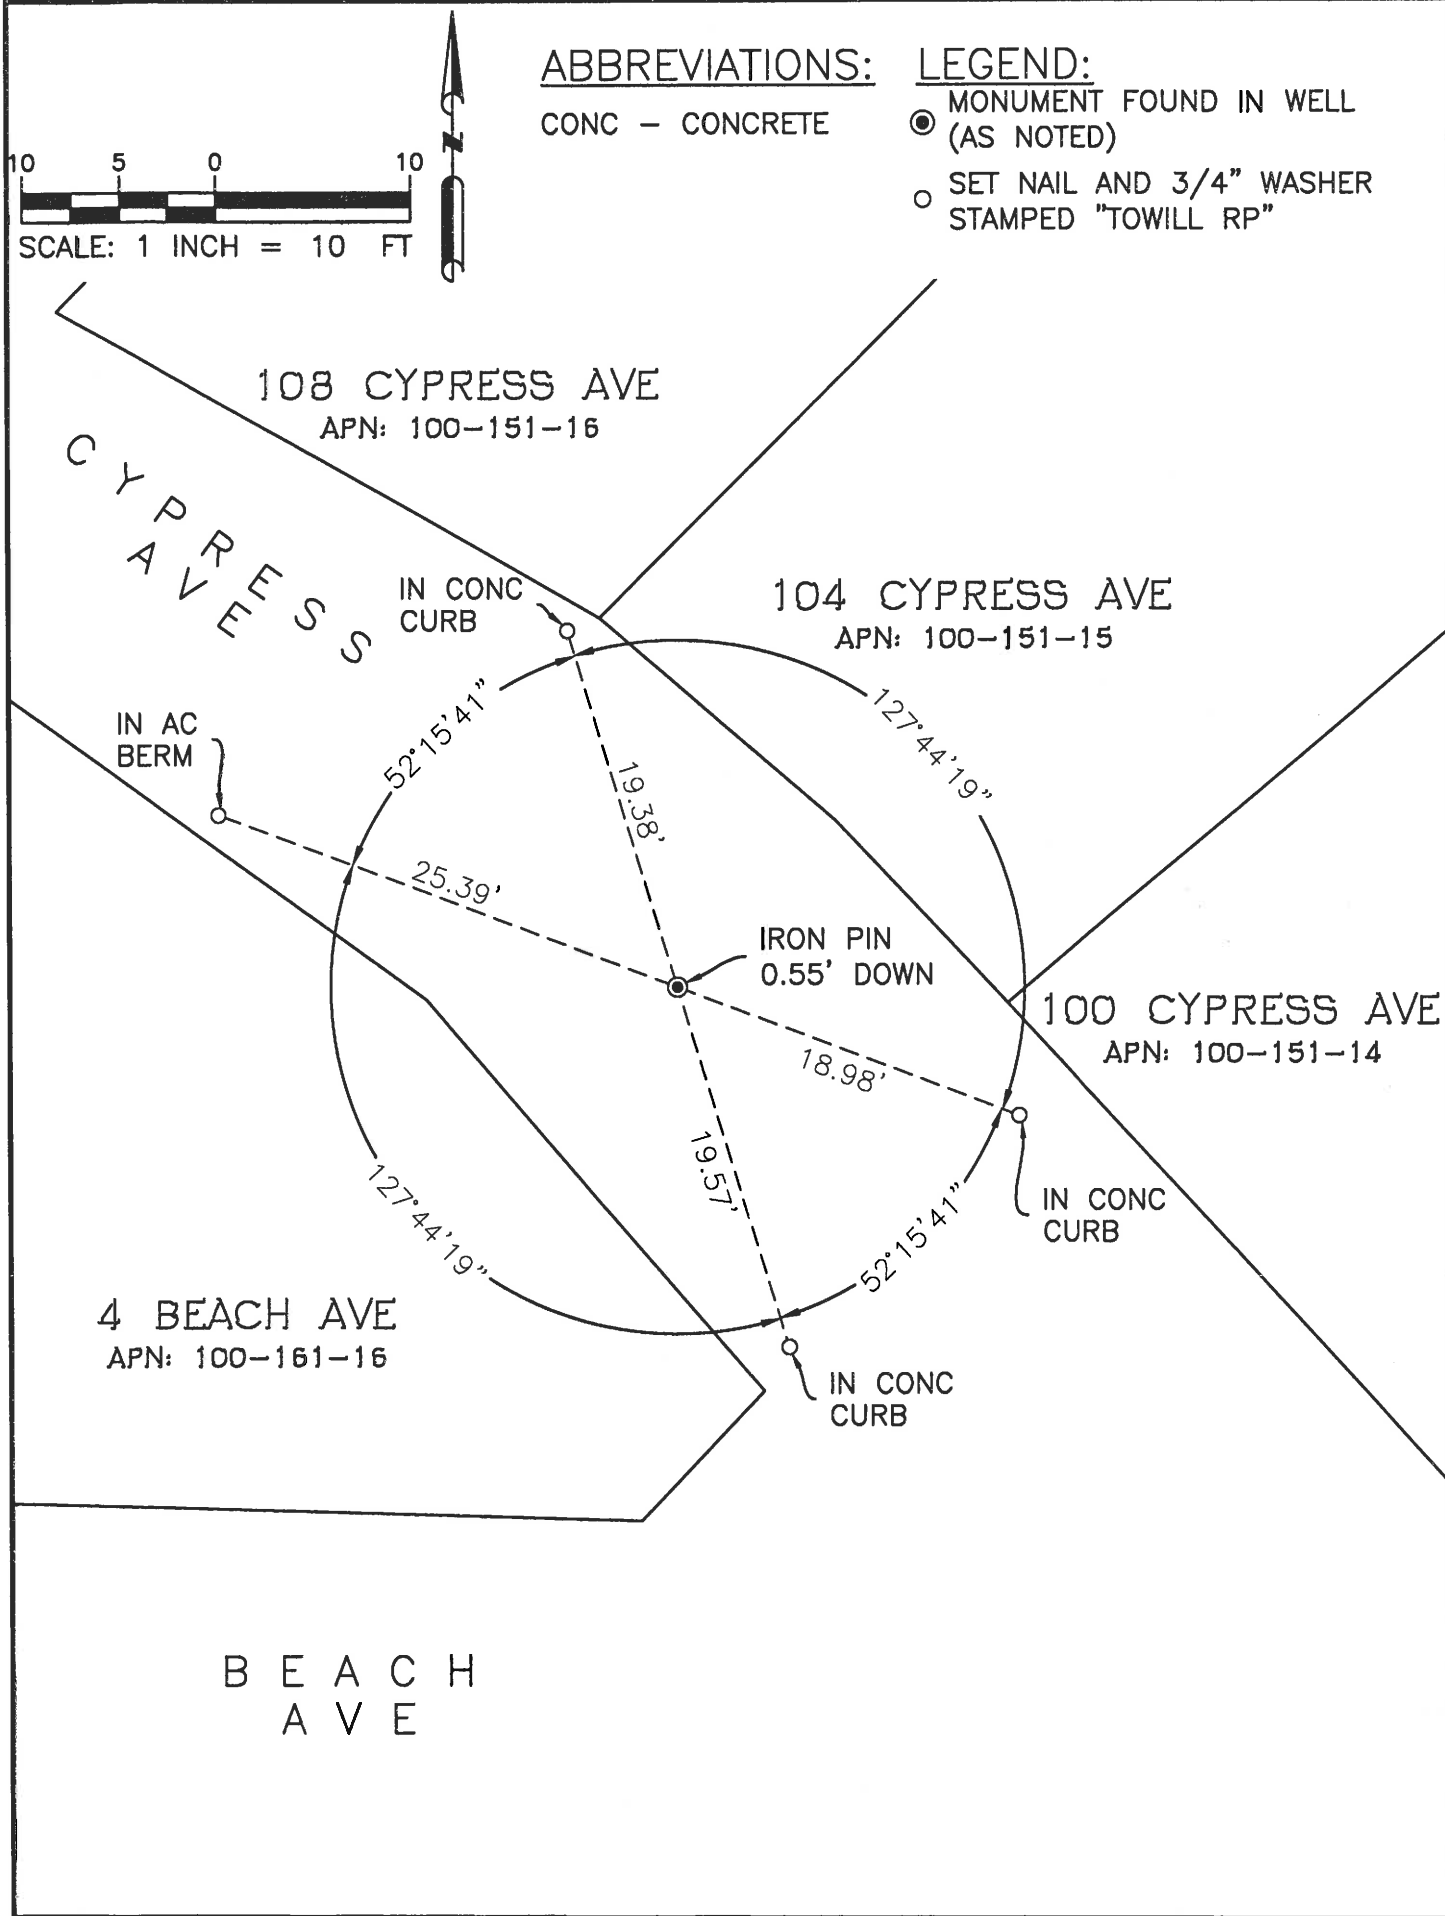 ABBREVIATIONS:
CONC - CONCRETE
LEGEND:
MONUMENT FOUND IN WELL
(AS NOTED)
SET NAIL AND 3/4" WASHER
STAMPED "TOWILL RP"
N
10 5 0 10
SCALE: 1 INCH = 10 FT
108 CYPRESS AVE
APN: 100-151-16
CYPRESS
AVE
IN CONC
CURB
104 CYPRESS AVE
APN: 100-151-15
127°44'19"
52°15'41"
IN AC
BERM
19.38'
25.39'
IRON PIN
0.55' DOWN
100 CYPRESS AVE
APN: 100-151-14
18.98'
19.57'
127°44'19"
52°15'41"
IN CONC
CURB
4 BEACH AVE
APN: 100-161-16
IN CONC
CURB
BEACH
AVE